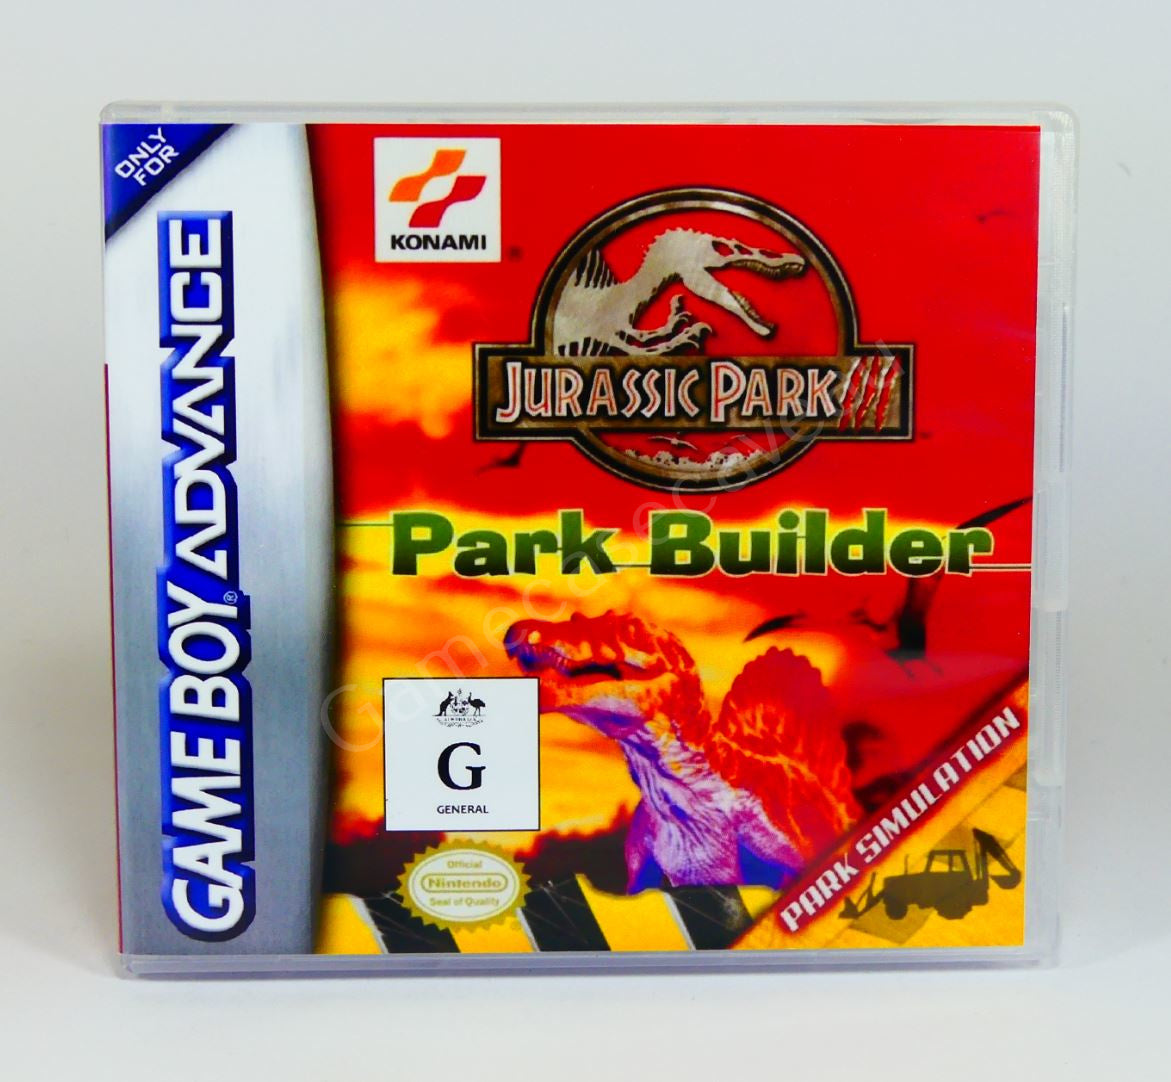 ONLY
FOR
GAME BOY ADVANCE
®
KONAMI
®
JURASSIC PARK III
Park Builder
G
GENERAL
Official
Nintendo
Seal of Quality
PARK SIMULATION